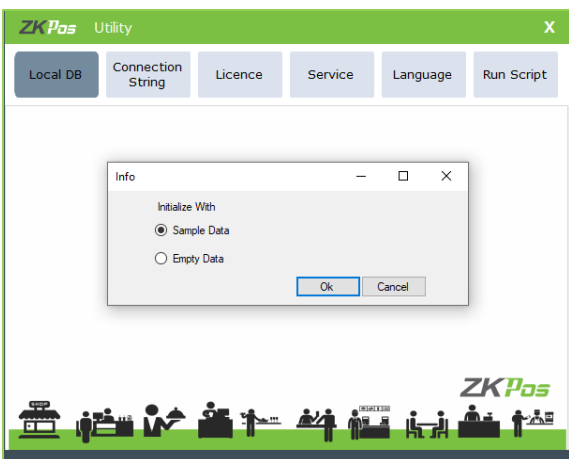 ZKPos Utility X
Local DB
Connection
String
Licence
Service
Language
Run Script
Info
Initialize With
Sample Data
Empty Data
Ok Cancel
ZKPos
SHOP